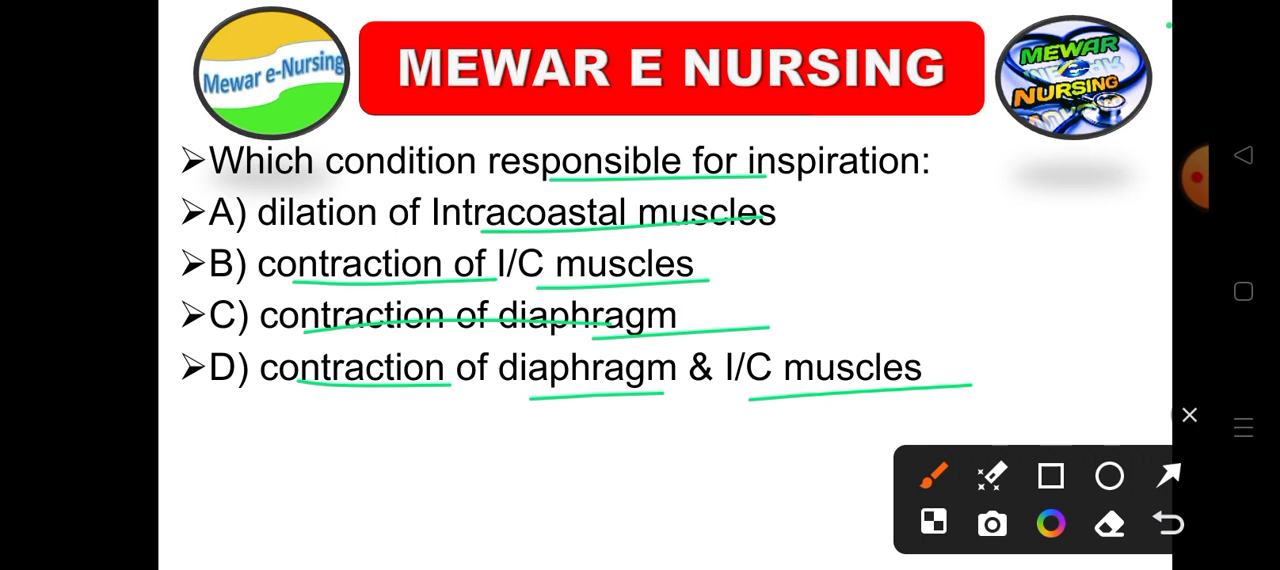 Mewar e-Nursing
MEWAR E NURSING
MEWAR
NURSING
➢Which condition responsible for inspiration:
➢A) dilation of Intracoastal muscles
➢B) contraction of I/C muscles
➢C) contraction of diaphragm
➢D) contraction of diaphragm & I/C muscles